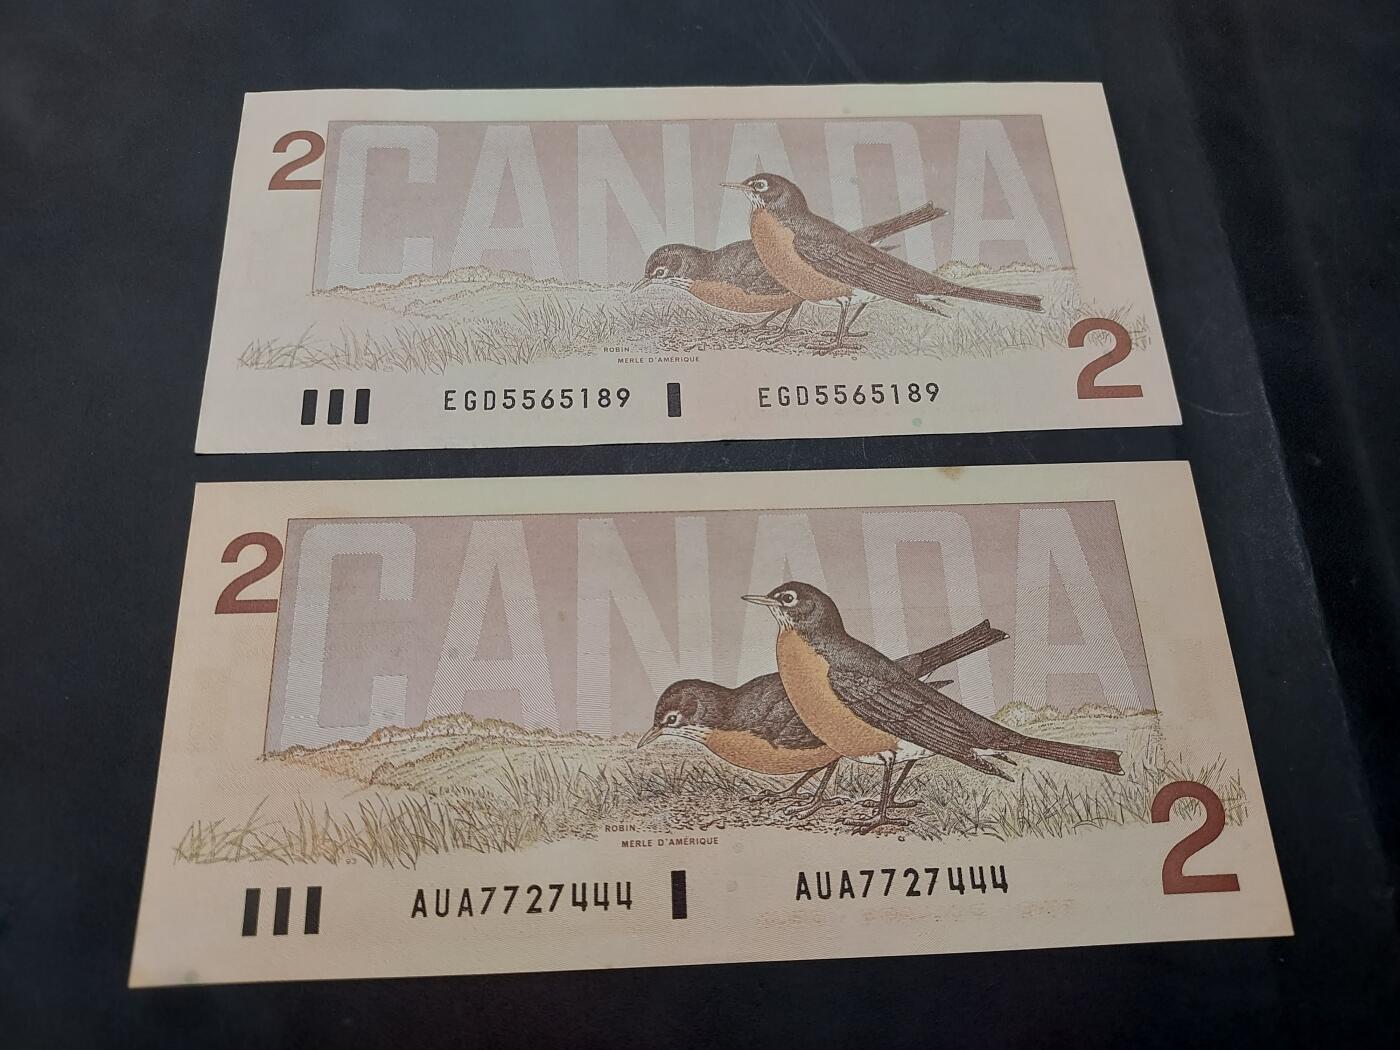 2
CANADA
ROBIN
MERLE D'AMÉRIQUE
2
EGD5565189 EGD5565189
2
CANADA
ROBIN
MERLE D'AMÉRIQUE
2
AUA7727444 AUA7727444